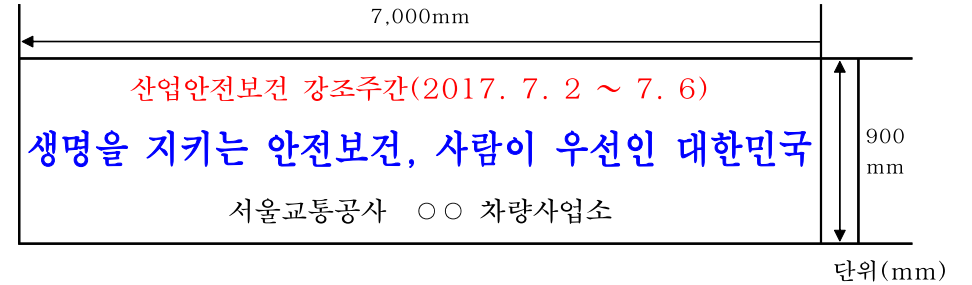 7,000mm
산업안전보건 강조주간(2017. 7. 2 ~ 7. 6)
생명을 지키는 안전보건, 사람이 우선인 대한민국
900
mm
서울교통공사 ○○ 차량사업소
단위(mm)